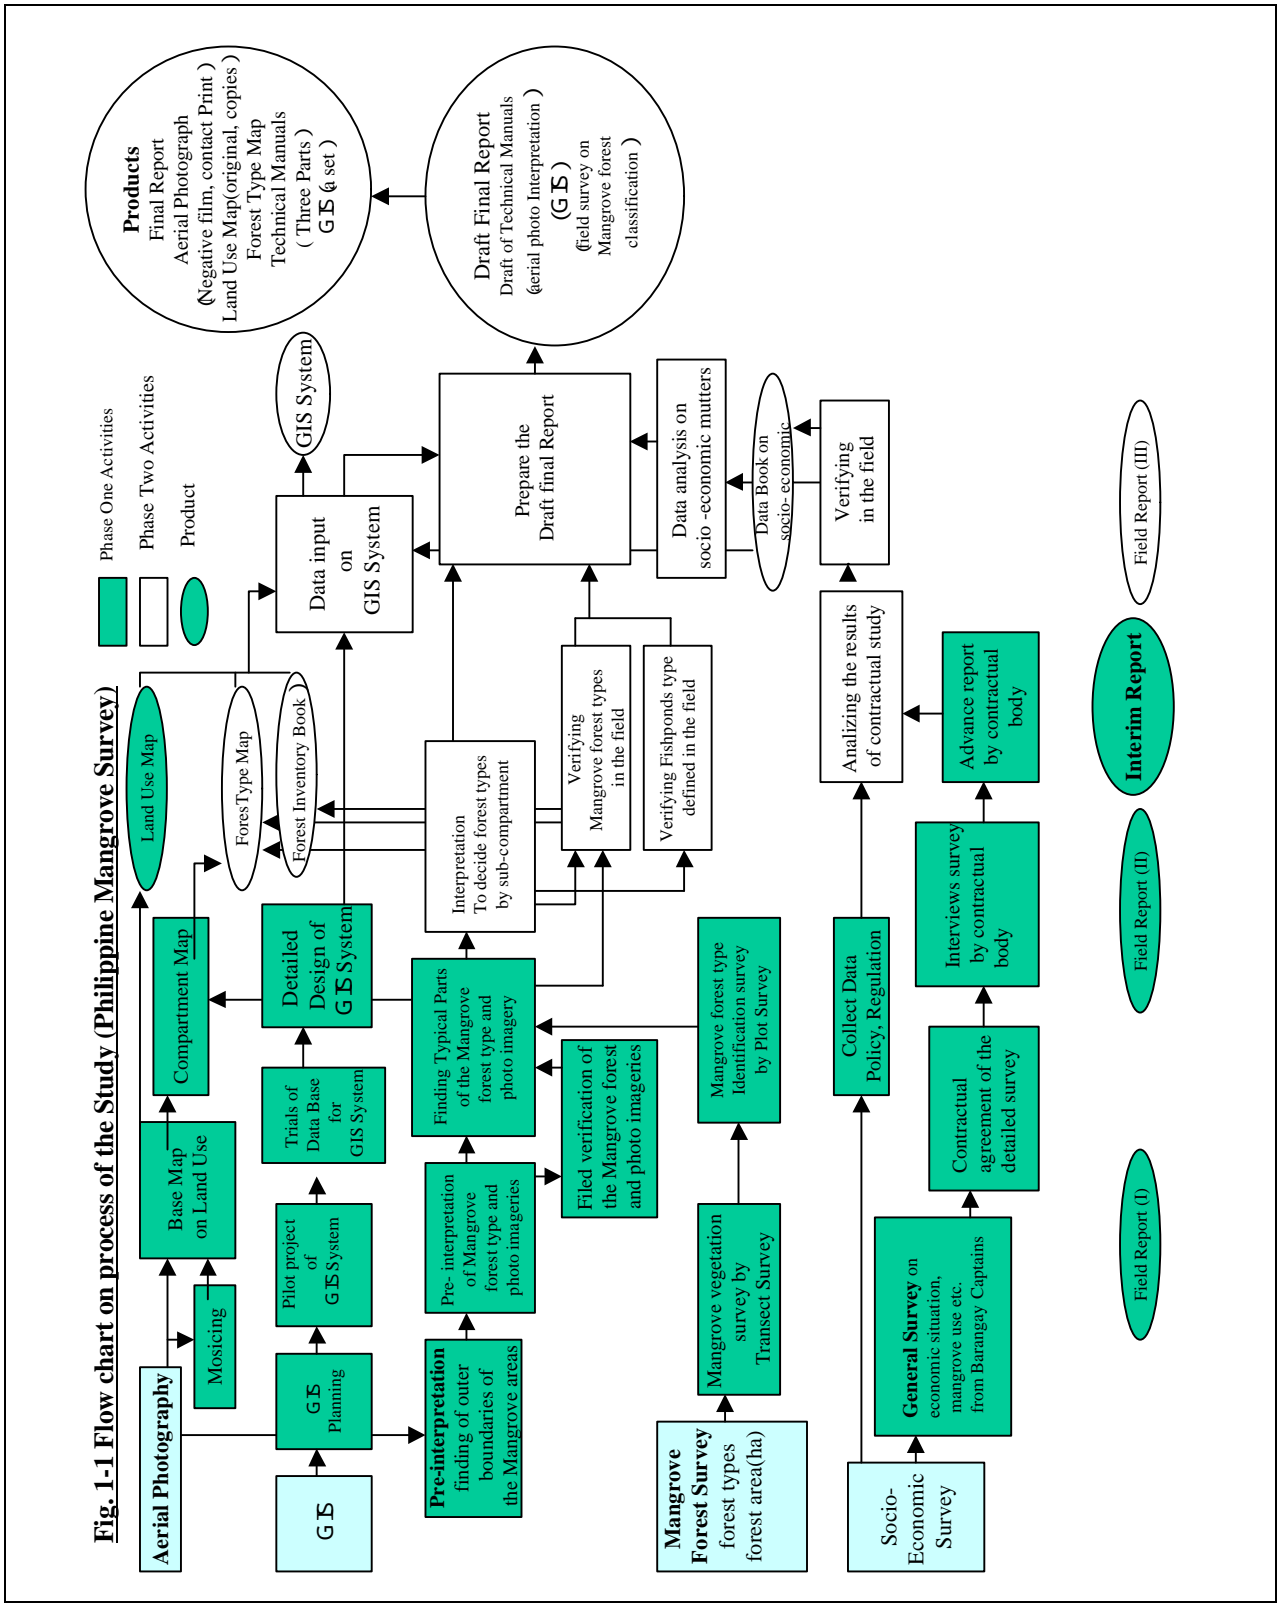 Fig. 1-1 Flow chart on process of the Study (Philippine Mangrove Survey)
Phase One Activities
Phase Two Activities
Product
Aerial Photography
Mosicing
Base Map
on Land Use
Compartment Map
Land Use Map
ForesType Map
Forest Inventory Book )
GIS
GIS
Planning
Pilot project
of
GIS System
Trials of
Data Base
for
GIS System
Detailed
Design of
GIS System
Data input
on
GIS System
GIS System
Products
Final Report
Aerial Photograph
(Negative film, contact Print )
Land Use Map(original, copies )
Forest Type Map
Technical Manuals
( Three Parts )
GIS (a set )
Pre-interpretation
finding of outer
boundaries of
the Mangrove areas
Pre- interpretation
of Mangrove
forest type and
photo imageries
Finding Typical Parts
of the Mangrove
forest type and
photo imagery
Filed verification of
the Mangrove forest
and photo imageries
Interpretation
To decide forest types
by sub-compartment
Verifying
Mangrove forest types
in the field
Verifying Fishponds type
defined in the field
Prepare the
Draft final Report
Draft Final Report
Draft of Technical Manuals
(aerial photo Interpretation )
(GIS)
(field survey on
Mangrove forest
classification )
Mangrove
Forest Survey
forest types
forest area(ha)
Mangrove vegetation
survey by
Transect Survey
Mangrove forest type
Identification survey
by Plot Survey
Data analysis on
socio -economic mutters
Data Book on
socio- economic
Socio-
Economic
Survey
General Survey on
economic situation,
mangrove use etc.
from Barangay Captains
Contractual
agreement of the
detailed survey
Collect Data
Policy, Regulation
Interviews survey
by contractual
body
Advance report
by contractual
body
Analizing the results
of contractual study
Verifying
in the field
Field Report (I)
Field Report (II)
Interim Report
Field Report (III)